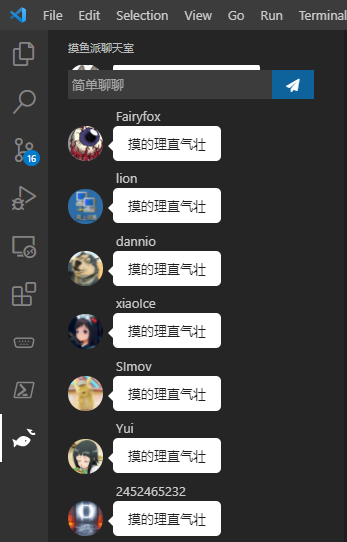 File Edit Selection View Go Run Terminal
摸鱼派聊天室
简单聊聊
Fairyfox
摸的理直气壮
lion
摸的理直气壮
16
dannio
摸的理直气壮
xiaoIce
摸的理直气壮
SImov
摸的理直气壮
Yui
摸的理直气壮
2452465232
摸的理直气壮